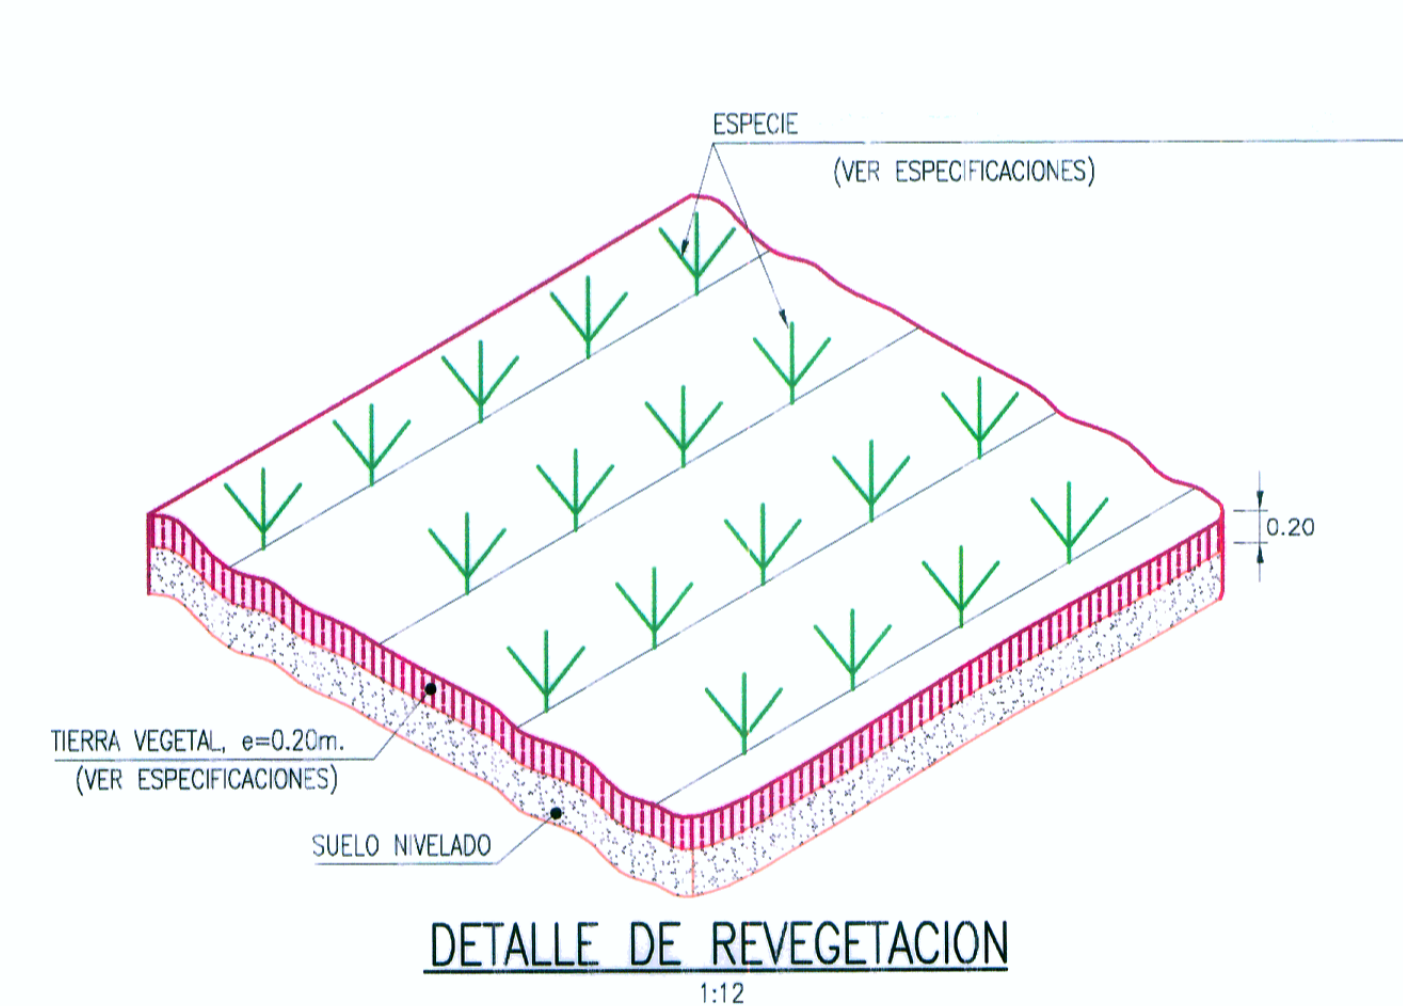 ESPECIE
(VER ESPECIFICACIONES)
0.20
TIERRA VEGETAL, e=0.20m.
(VER ESPECIFICACIONES)
SUELO NIVELADO
DETALLE DE REVEGETACION
1:12